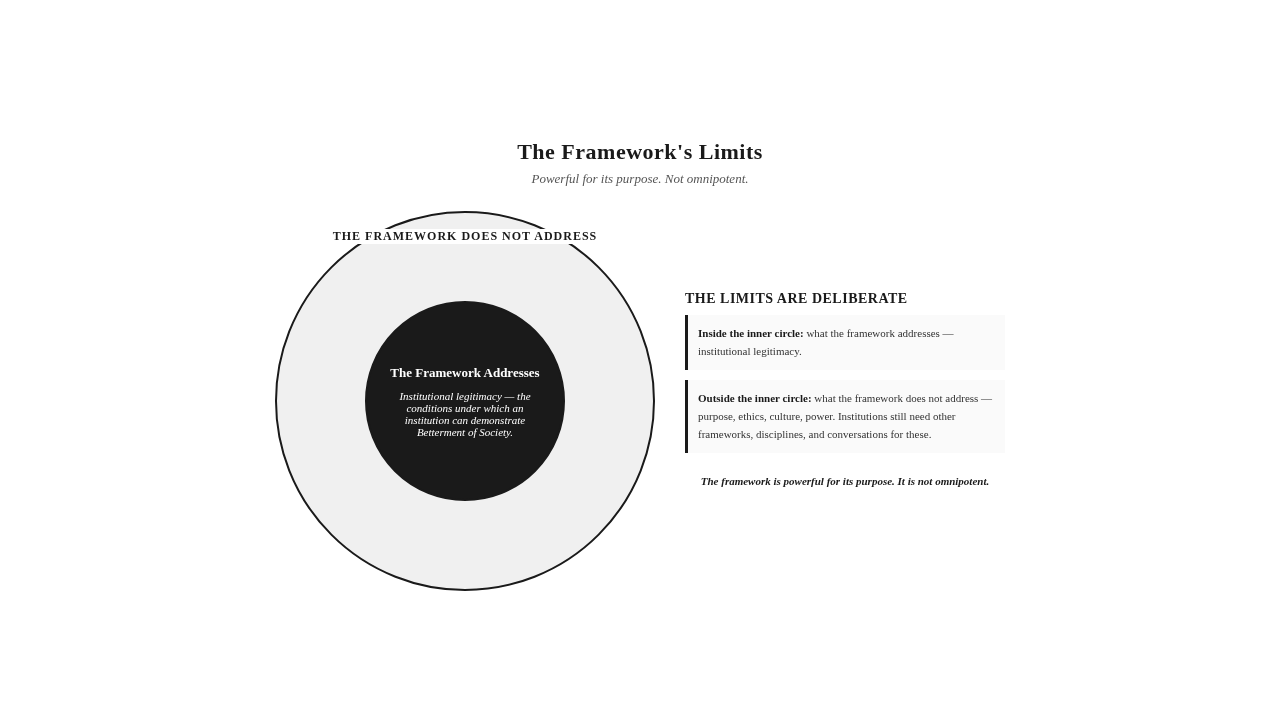 The Framework's Limits
Powerful for its purpose. Not omnipotent.
THE FRAMEWORK DOES NOT ADDRESS
The Framework Addresses
Institutional legitimacy — the
conditions under which an
institution can demonstrate
Betterment of Society.
THE LIMITS ARE DELIBERATE
Inside the inner circle: what the framework addresses —
institutional legitimacy.
Outside the inner circle: what the framework does not address —
purpose, ethics, culture, power. Institutions still need other
frameworks, disciplines, and conversations for these.
The framework is powerful for its purpose. It is not omnipotent.